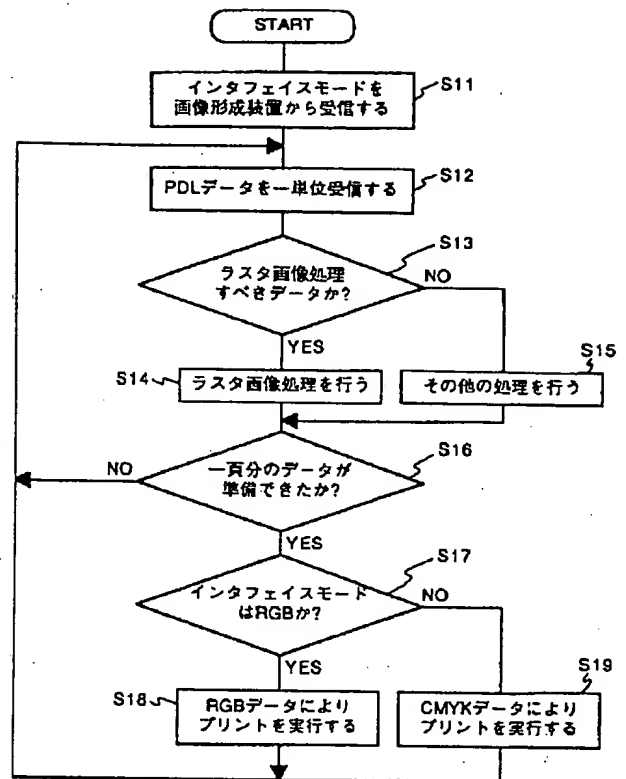 START
インタフェイスモードを
画像形成装置から受信する
S11
PDLデータを一単位受信する
S12
S13
ラスタ画像処理
すべきデータか?
NO
YES
S14
ラスタ画像処理を行う
S15
その他の処理を行う
S16
NO
一頁分のデータが
準備できたか?
YES
S17
インタフェイスモード
はRGBか?
NO
YES
S18
RGBデータにより
プリントを実行する
S19
CMYKデータにより
プリントを実行する